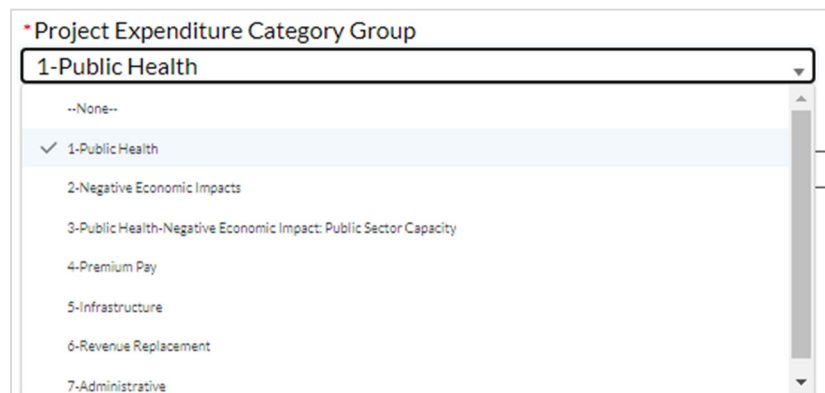 *Project Expenditure Category Group
1-Public Health
--None--
1-Public Health
2-Negative Economic Impacts
3-Public Health-Negative Economic Impact: Public Sector Capacity
4-Premium Pay
5-Infrastructure
6-Revenue Replacement
7-Administrative